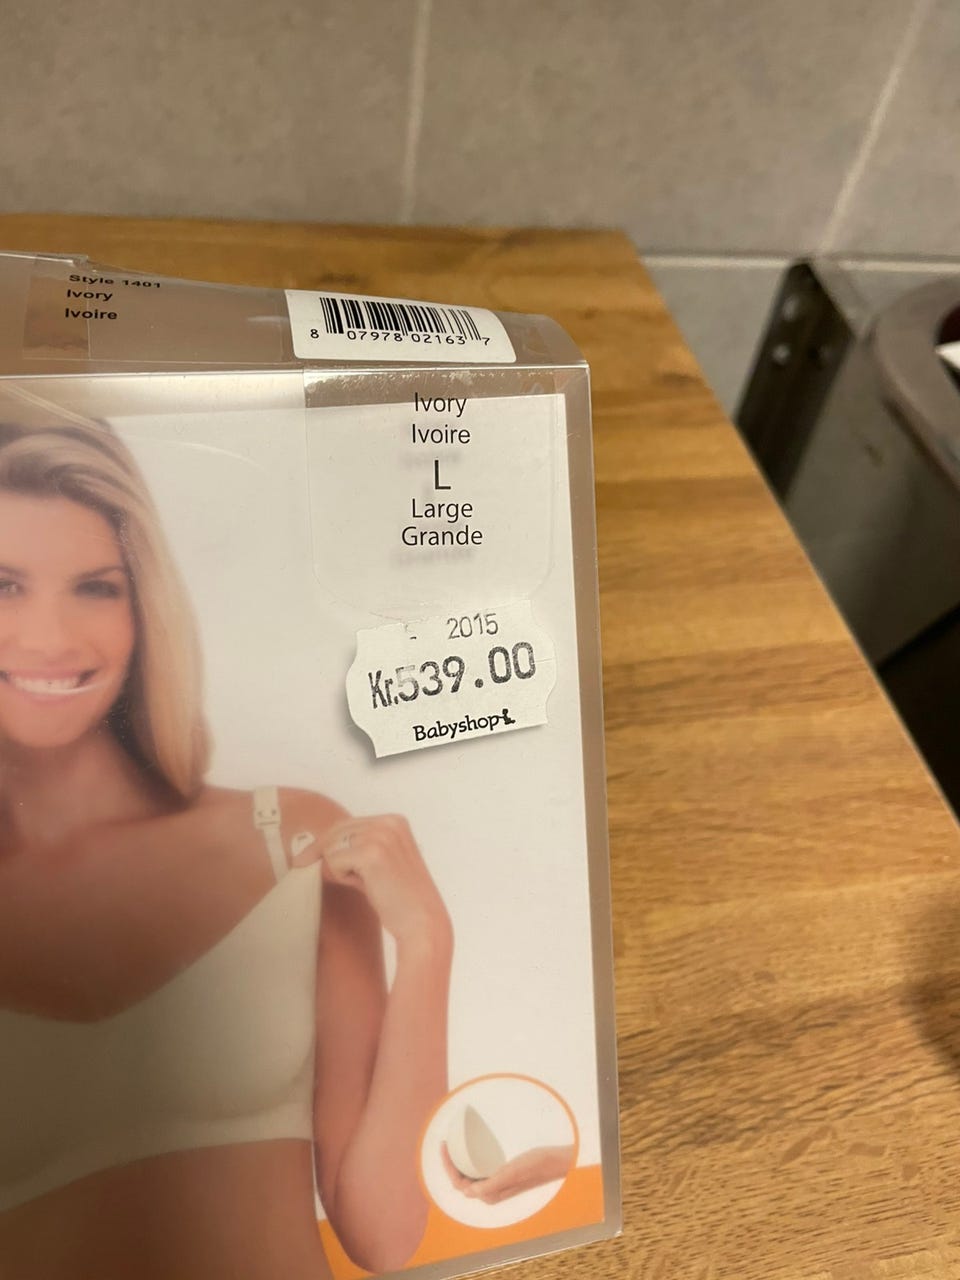 Style 1401
Ivory
Ivoire
8 07978 02163 7
Ivory
Ivoire
L
Large
Grande
2015
Kr.539.00
Babyshop